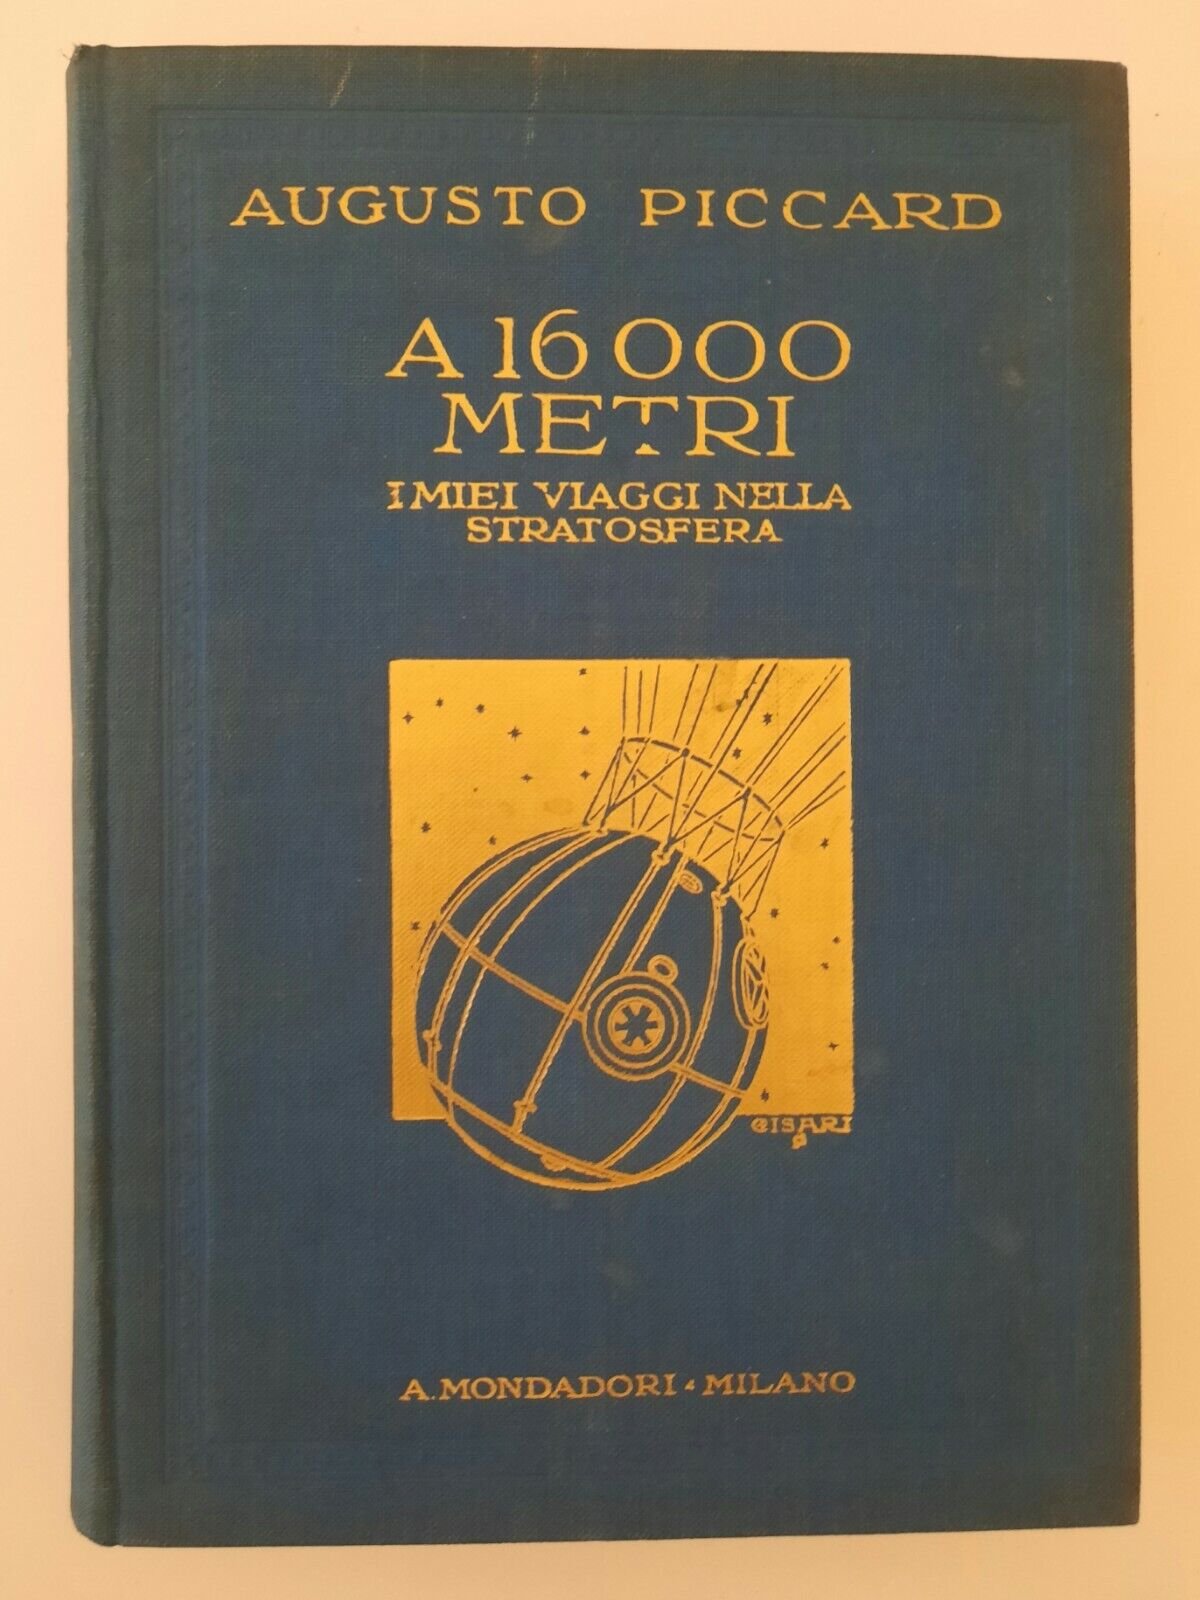 AUGUSTO PICCARD
A 16 000
METRI
I MIEI VIAGGI NELLA
STRATOSFERA
CISARI
A. MONDADORI • MILANO